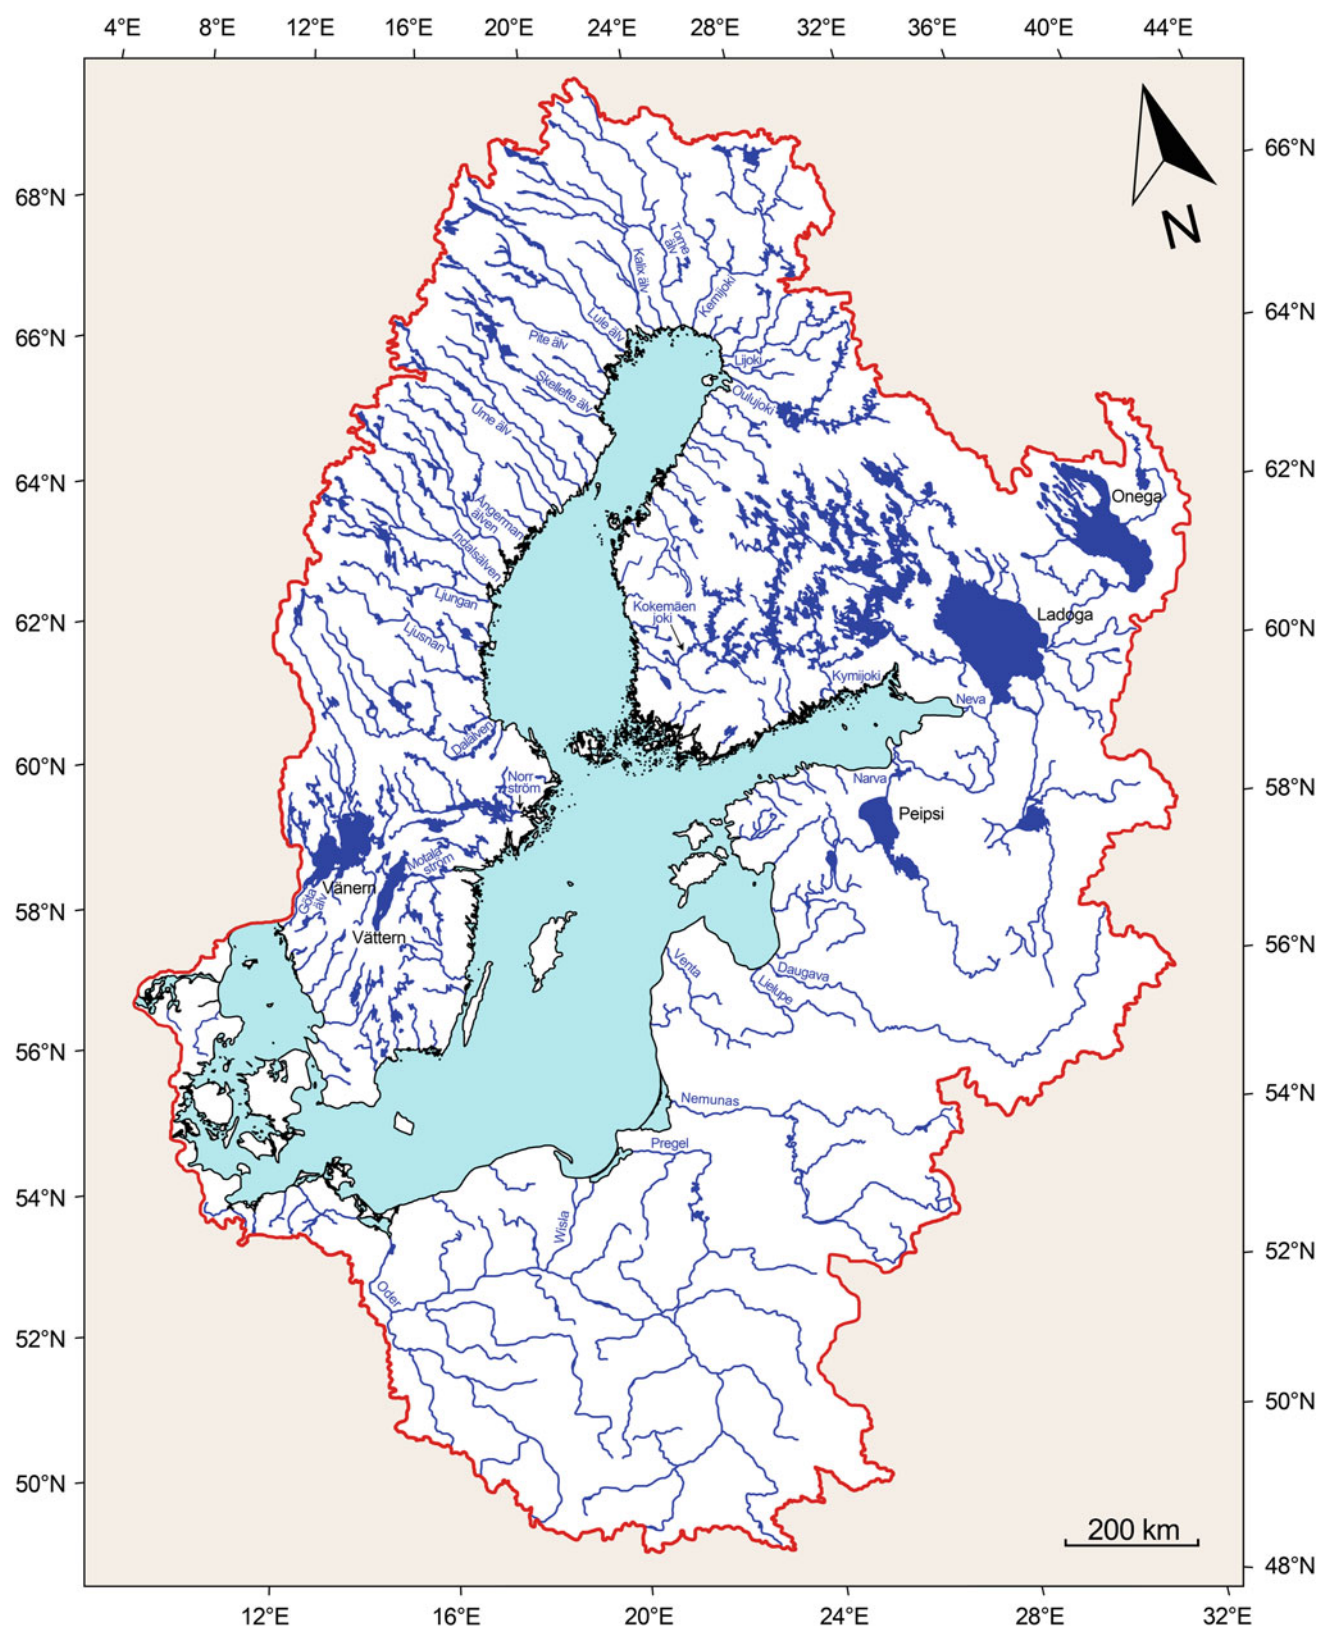 4°E 8°E 12°E 16°E 20°E 24°E 28°E 32°E 36°E 40°E 44°E
66°N
68°N
64°N
66°N
62°N
64°N
60°N
62°N
58°N
60°N
56°N
58°N
54°N
56°N
52°N
54°N
50°N
52°N
48°N
50°N
12°E 16°E 20°E 24°E 28°E 32°E
N
Torne
älv
Kalix älv
Kemijoki
Lule älv
Pite älv
Skellefte älv
Ume älv
Lijoki
Oulujoki
Ångerman
älven
Indalsälven
Ljungan
Ljusnan
Dalälven
Norr
ström
Motala
ström
Göta
älv
Vänern
Vättern
Kokemäen
joki
Kymijoki
Onega
Ladoga
Neva
Narva
Peipsi
Venta
Daugava
Lielupe
Nemunas
Pregel
Wisla
Oder
200 km